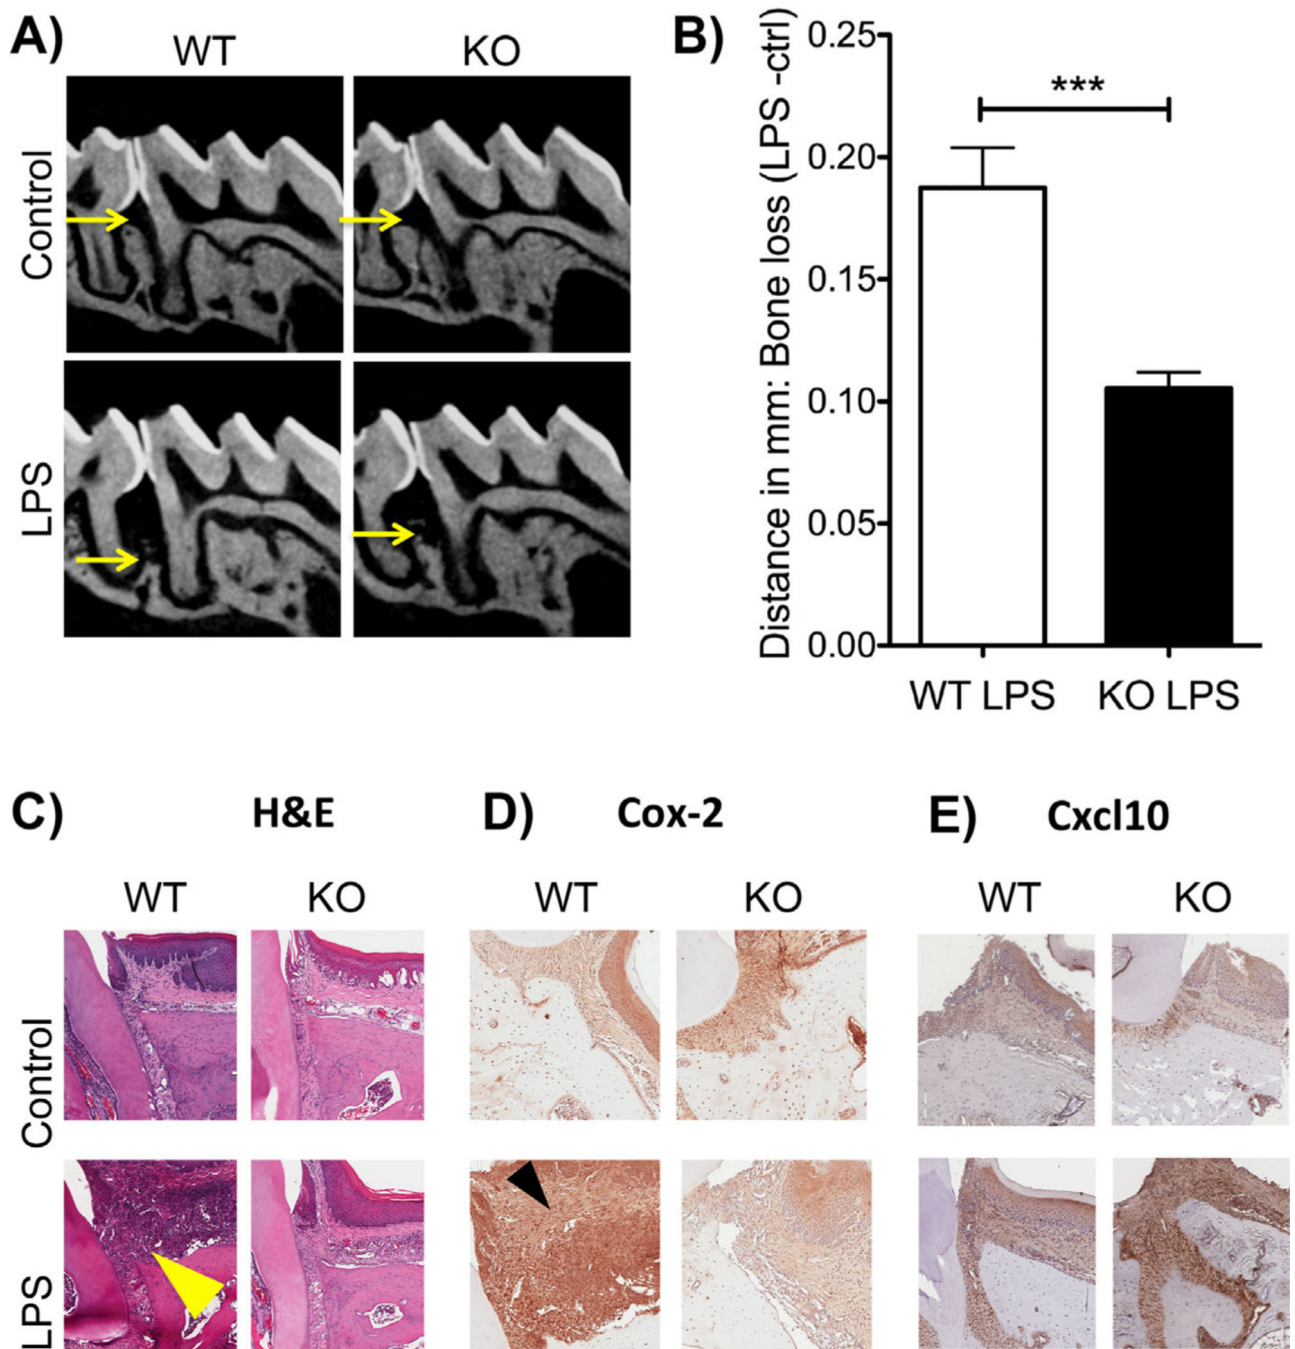 A)
WT KO
Control
LPS
B)
Distance in mm: Bone loss (LPS -ctrl)
0.25
0.20
0.15
0.10
0.05
0.00
***
WT LPS KO LPS
C) H&E
WT KO
Control
LPS
D) Cox-2
WT KO
E) Cxcl10
WT KO